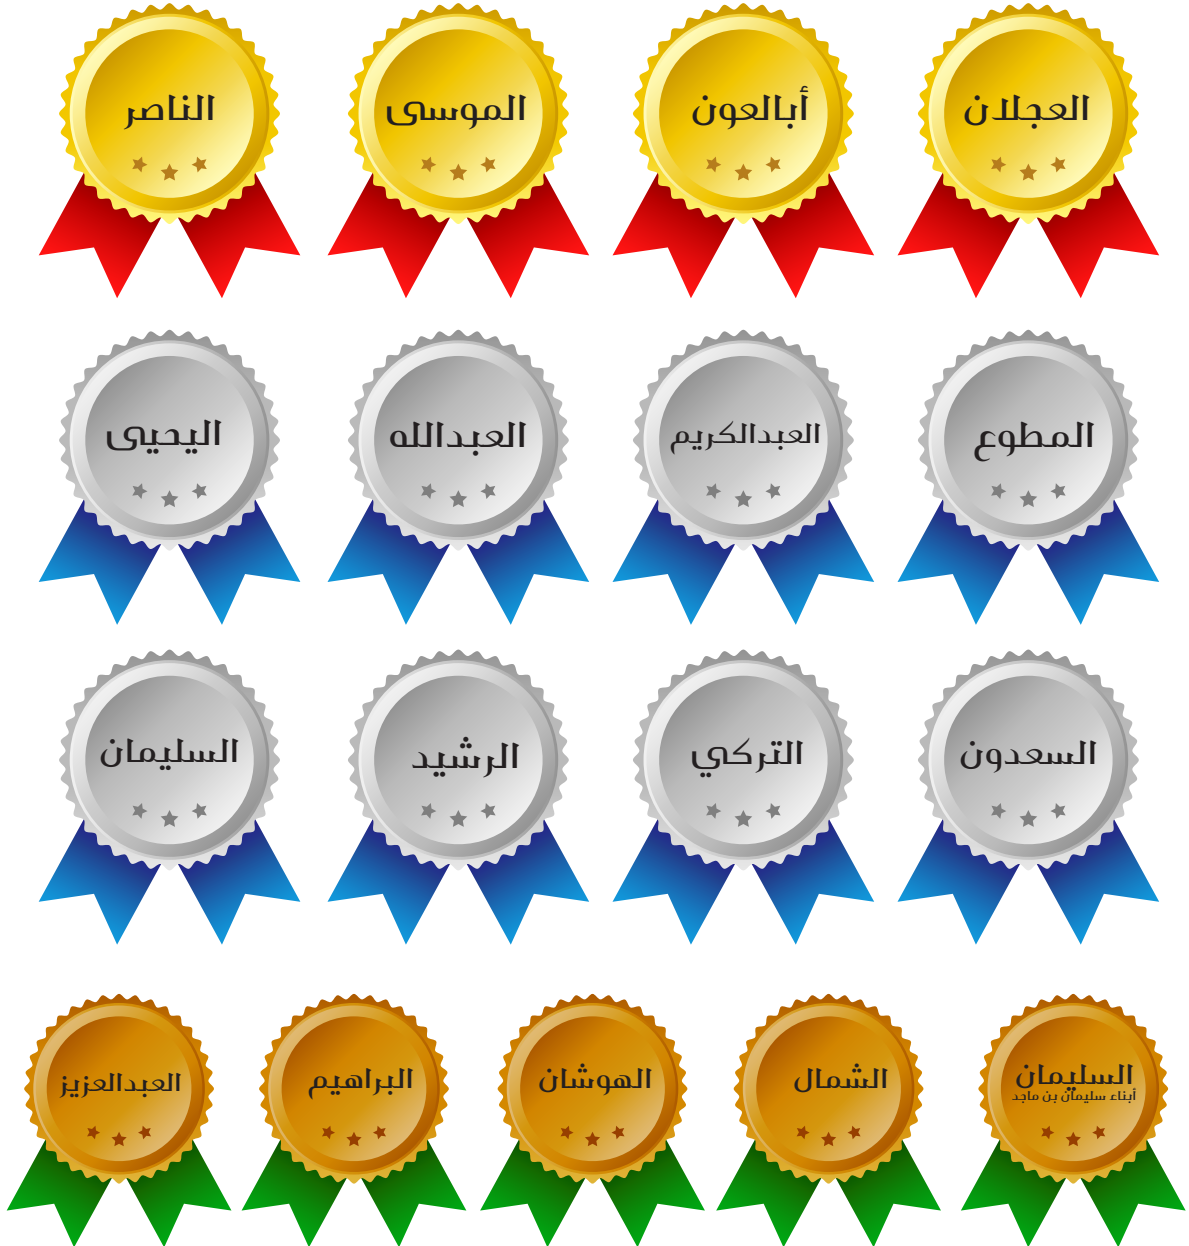 العجلان
أبالعون
الموسى
الناصر
المطوع
العبدالكريم
العبدالله
اليحيى
السعدون
التركي
الرشيد
السليمان
السليمان
أبناء سليمان بن ماجد
الشمال
الهوشان
البراهيم
العبدالعزيز